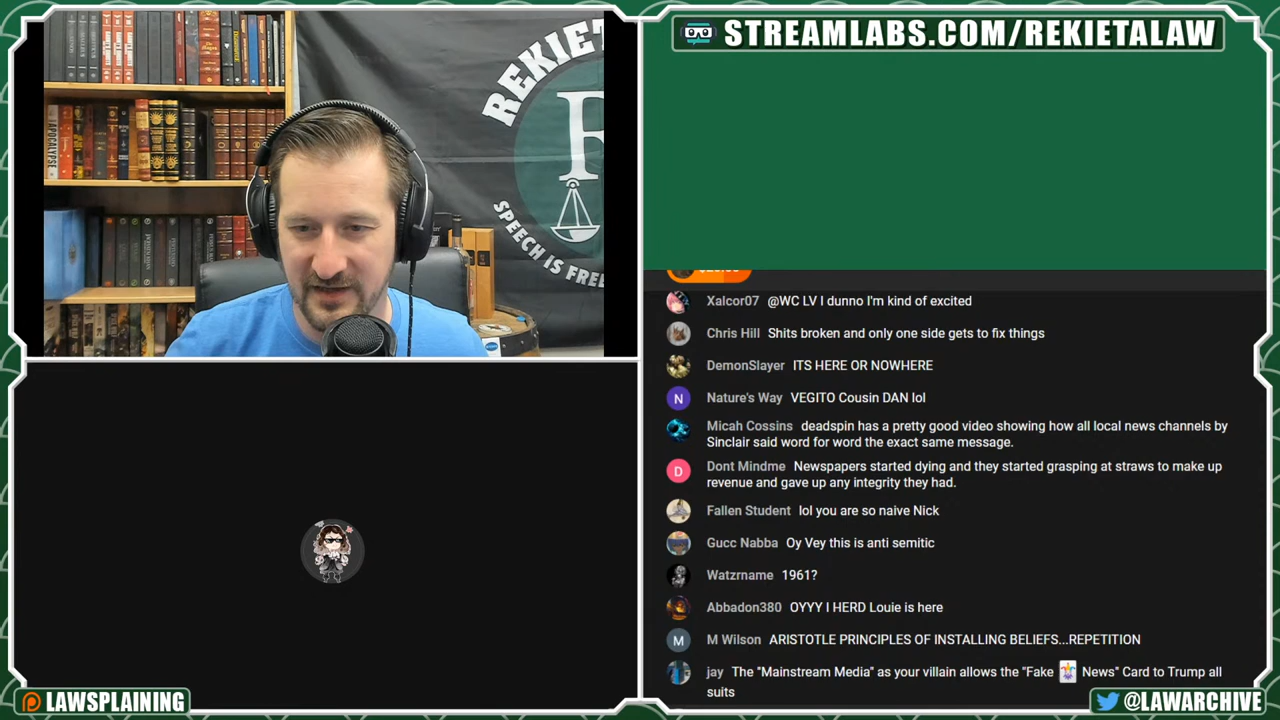 STREAMLABS.COM/REKIETALAW
REKIET
R
SPEECH IS FREE
APOCALYPSE
Xalcor07 @WC LV I dunno I'm kind of excited
Chris Hill Shits broken and only one side gets to fix things
DemonSlayer ITS HERE OR NOWHERE
N Nature's Way VEGITO Cousin DAN lol
Micah Cossins deadspin has a pretty good video showing how all local news channels by
Sinclair said word for word the exact same message.
D Dont Mindme Newspapers started dying and they started grasping at straws to make up
revenue and gave up any integrity they had.
Fallen Student lol you are so naive Nick
Gucc Nabba Oy Vey this is anti semitic
Watzrname 1961?
Abbadon380 OYYY I HERD Louie is here
M M Wilson ARISTOTLE PRINCIPLES OF INSTALLING BELIEFS...REPETITION
jay The "Mainstream Media" as your villain allows the "Fake 🃏 News" Card to Trump all
suits
LAWSPLAINING
@LAWARCHIVE